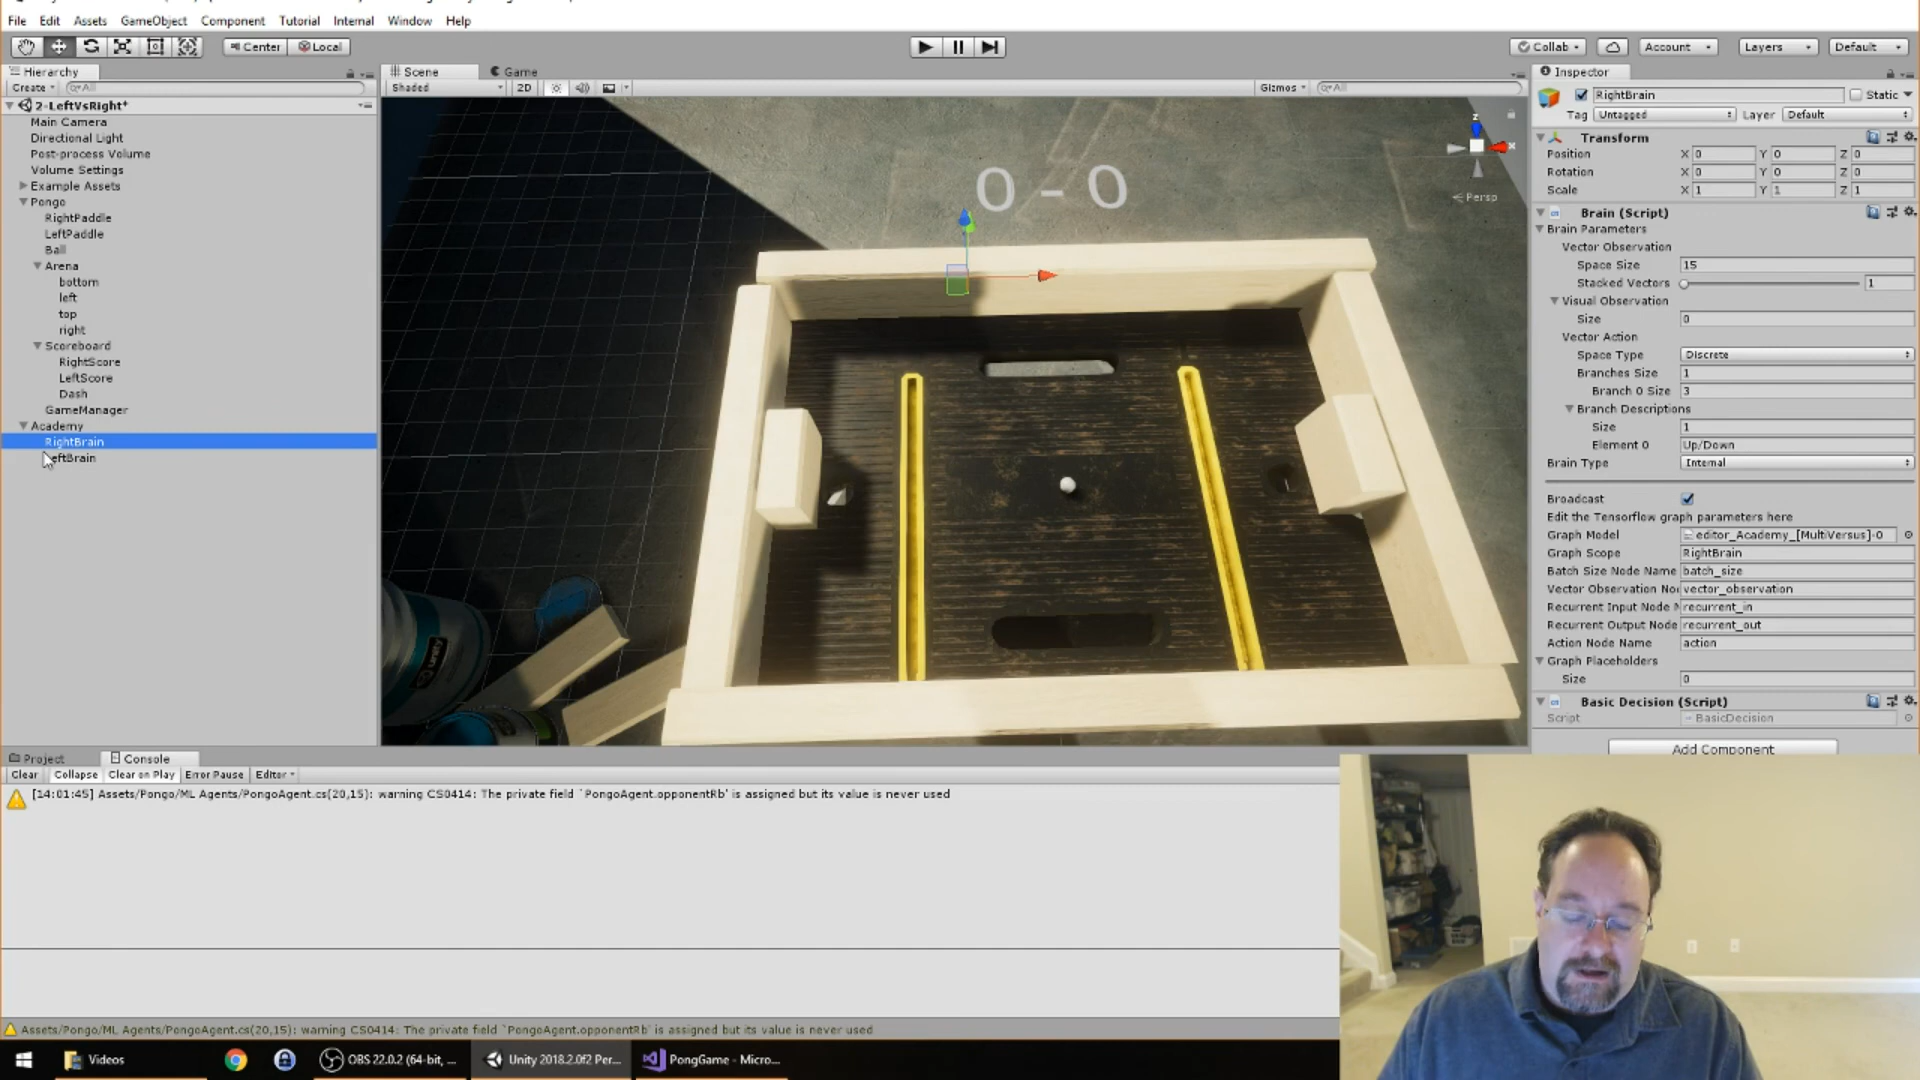 File Edit Assets GameObject Component Tutorial Internal Window Help
Center Local
Collab Account Layers Default
Hierarchy
Create All
2-LeftVsRight*
Main Camera
Directional Light
Post-process Volume
Volume Settings
Example Assets
Pongo
RightPaddle
LeftPaddle
Ball
Arena
bottom
left
top
right
Scoreboard
RightScore
LeftScore
Dash
GameManager
Academy
RightBrain
eftBrain
Scene Game
Shaded 2D Gizmos All
0 - 0
z
x
Persp
unity
Inspector
RightBrain Static
Tag Untagged Layer Default
Transform
Position X 0 Y 0 Z 0
Rotation X 0 Y 0 Z 0
Scale X 1 Y 1 Z 1
Brain (Script)
Brain Parameters
Vector Observation
Space Size 15
Stacked Vectors 1
Visual Observation
Size 0
Vector Action
Space Type Discrete
Branches Size 1
Branch 0 Size 3
Branch Descriptions
Size 1
Element 0 Up/Down
Brain Type Internal
Broadcast
Edit the Tensorflow graph parameters here
Graph Model editor_Academy_[MultiVersus]-0
Graph Scope RightBrain
Batch Size Node Name batch_size
Vector Observation No vector_observation
Recurrent Input Node N recurrent_in
Recurrent Output Node recurrent_out
Action Node Name action
Graph Placeholders
Size 0
Basic Decision (Script)
Script BasicDecision
Add Component
Project Console
Clear Collapse Clear on Play Error Pause Editor
[14:01:45] Assets/Pongo/ML Agents/PongoAgent.cs(20,15): warning CS0414: The private field `PongoAgent.opponentRb' is assigned but its value is never used
Assets/Pongo/ML Agents/PongoAgent.cs(20,15): warning CS0414: The private field `PongoAgent.opponentRb' is assigned but its value is never used
Videos OBS 22.0.2 (64-bit, ... Unity 2018.2.0f2 Per... PongGame - Micro...